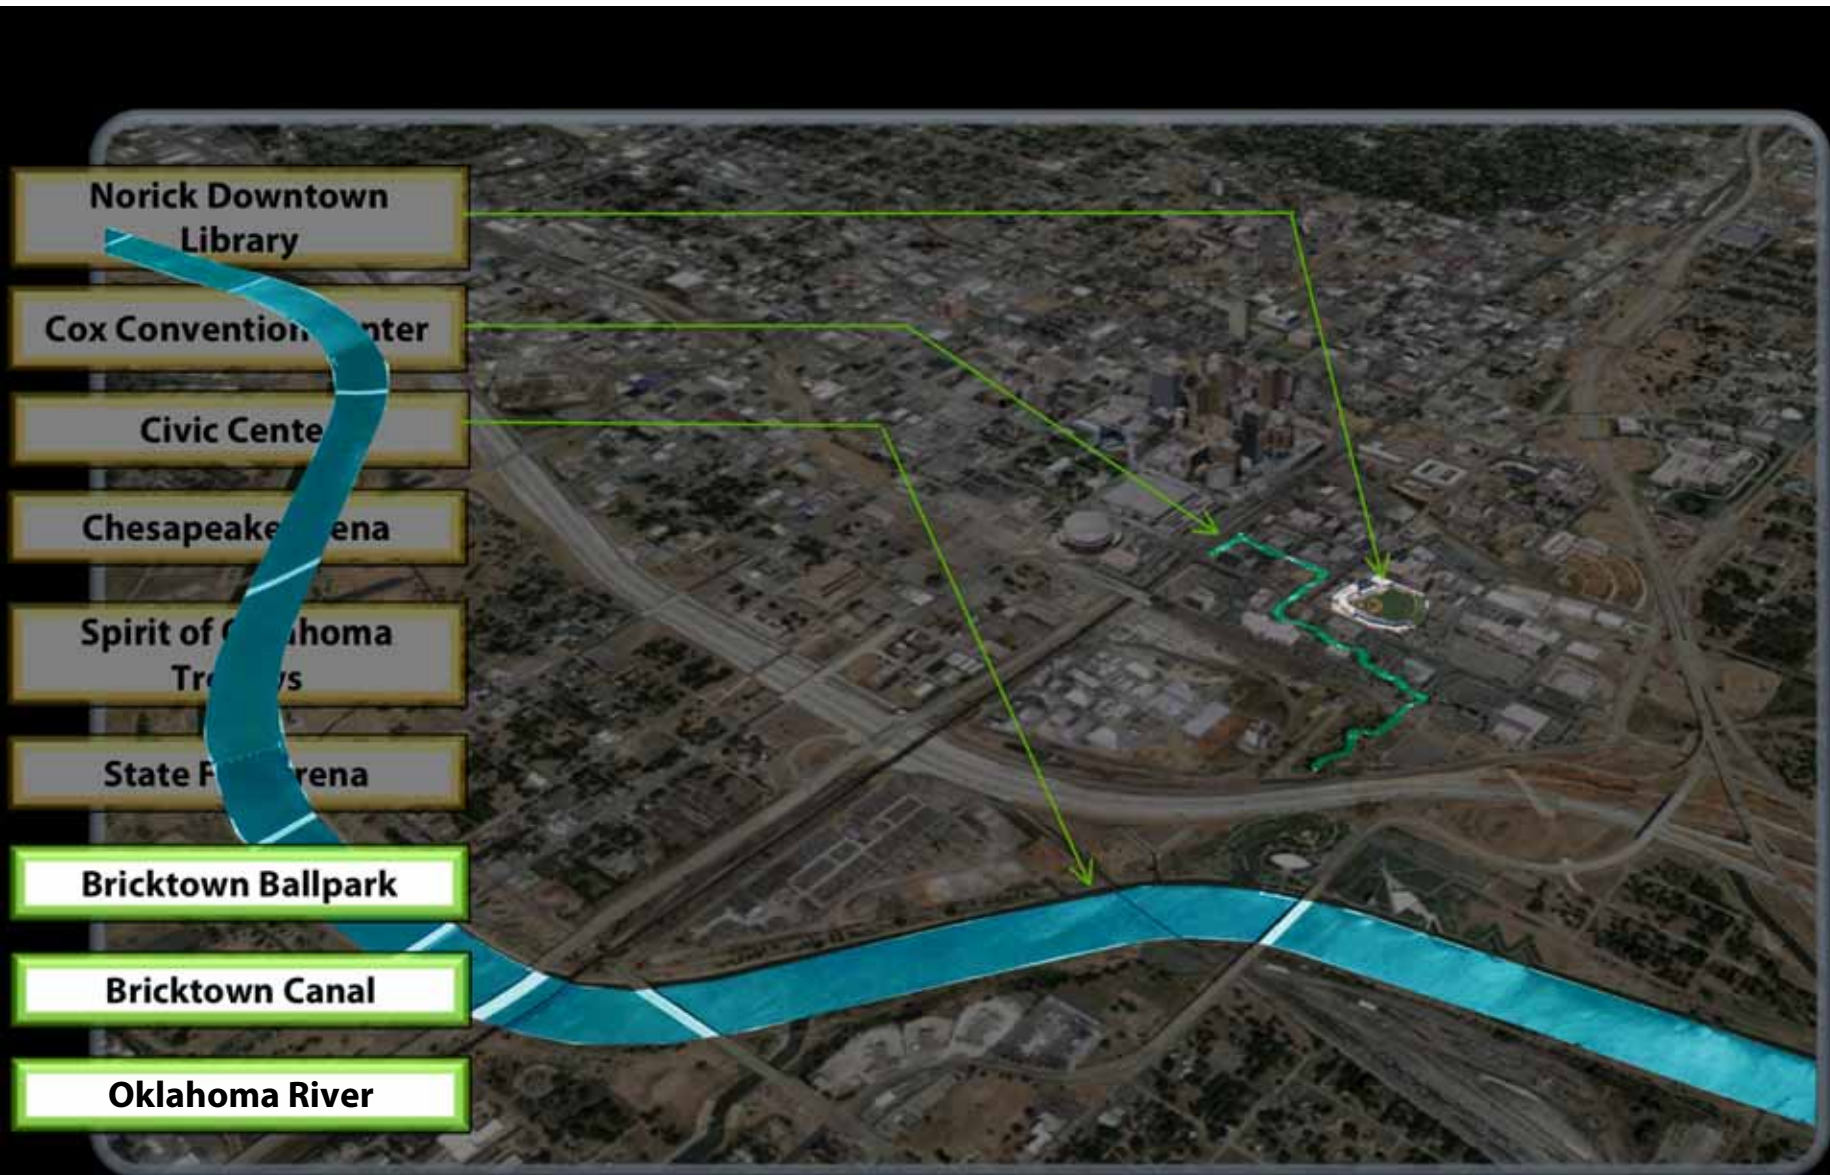 Norick Downtown
Library
Cox Convention nter
Civic Cente
Chesapeake ena
Spirit of homa
Tr s
State F rena
Bricktown Ballpark
Bricktown Canal
Oklahoma River